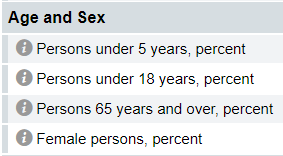 Age and Sex
Persons under 5 years, percent
Persons under 18 years, percent
Persons 65 years and over, percent
Female persons, percent